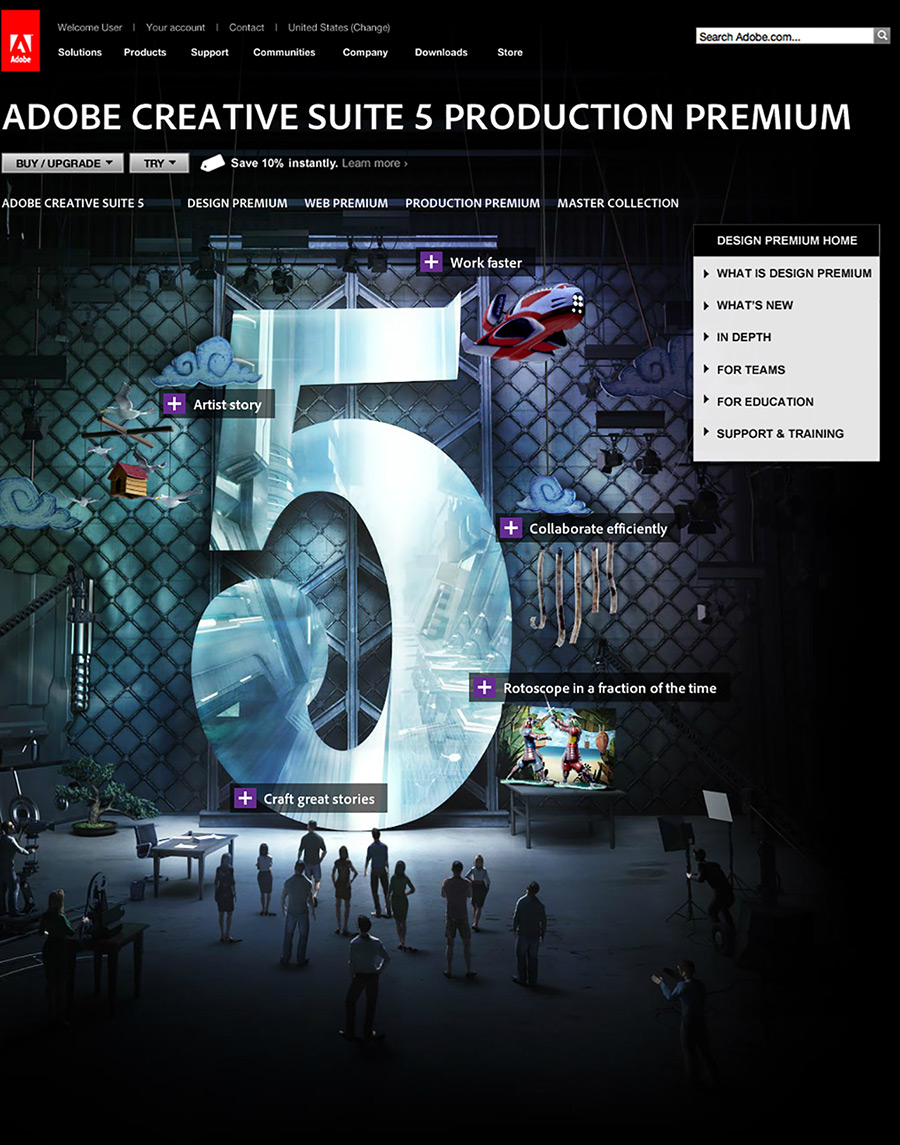 Adobe
Welcome User | Your account | Contact | United States (Change)
Solutions Products Support Communities Company Downloads Store
Search Adobe.com...
ADOBE CREATIVE SUITE 5 PRODUCTION PREMIUM
BUY / UPGRADE TRY Save 10% instantly. Learn more ›
ADOBE CREATIVE SUITE 5 DESIGN PREMIUM WEB PREMIUM PRODUCTION PREMIUM MASTER COLLECTION
DESIGN PREMIUM HOME
WHAT IS DESIGN PREMIUM
WHAT'S NEW
IN DEPTH
FOR TEAMS
FOR EDUCATION
SUPPORT & TRAINING
+ Work faster
5
+ Artist story
+ Collaborate efficiently
+ Rotoscope in a fraction of the time
+ Craft great stories